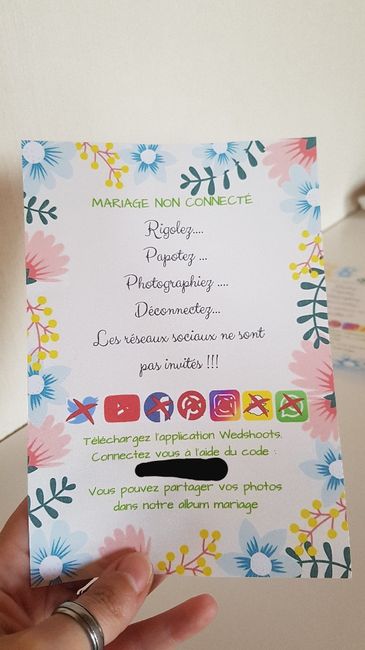 MARIAGE NON CONNECTÉ
Rigolez....
Papotez ...
Photographiez ....
Déconnectez...
Les réseaux sociaux ne sont
pas invités !!!
Téléchargez l'application Wedshoots.
Connectez vous à l'aide du code :
Vous pouvez partager vos photos
dans notre album mariage